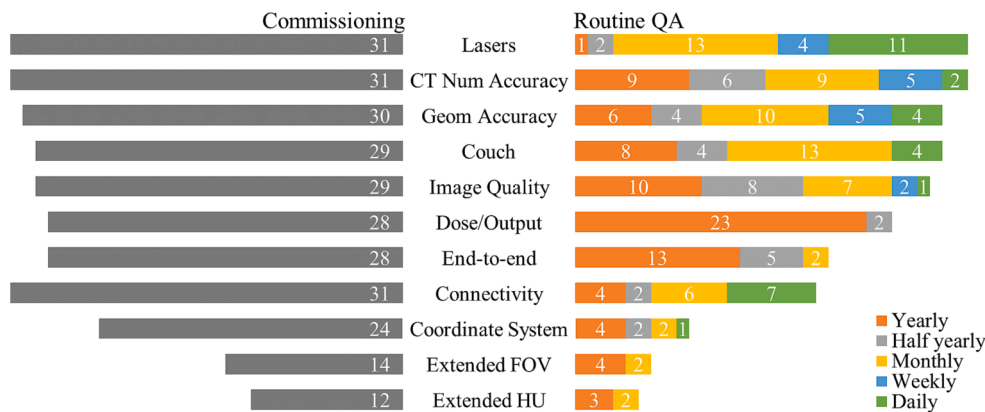 Commissioning Routine QA
31 Lasers 1 2 13 4 11
31 CT Num Accuracy 9 6 9 5 2
30 Geom Accuracy 6 4 10 5 4
29 Couch 8 4 13 4
29 Image Quality 10 8 7 2 1
28 Dose/Output 23 2
28 End-to-end 13 5 2
31 Connectivity 4 2 6 7
24 Coordinate System 4 2 2 1
14 Extended FOV 4 2
12 Extended HU 3 2
Yearly
Half yearly
Monthly
Weekly
Daily